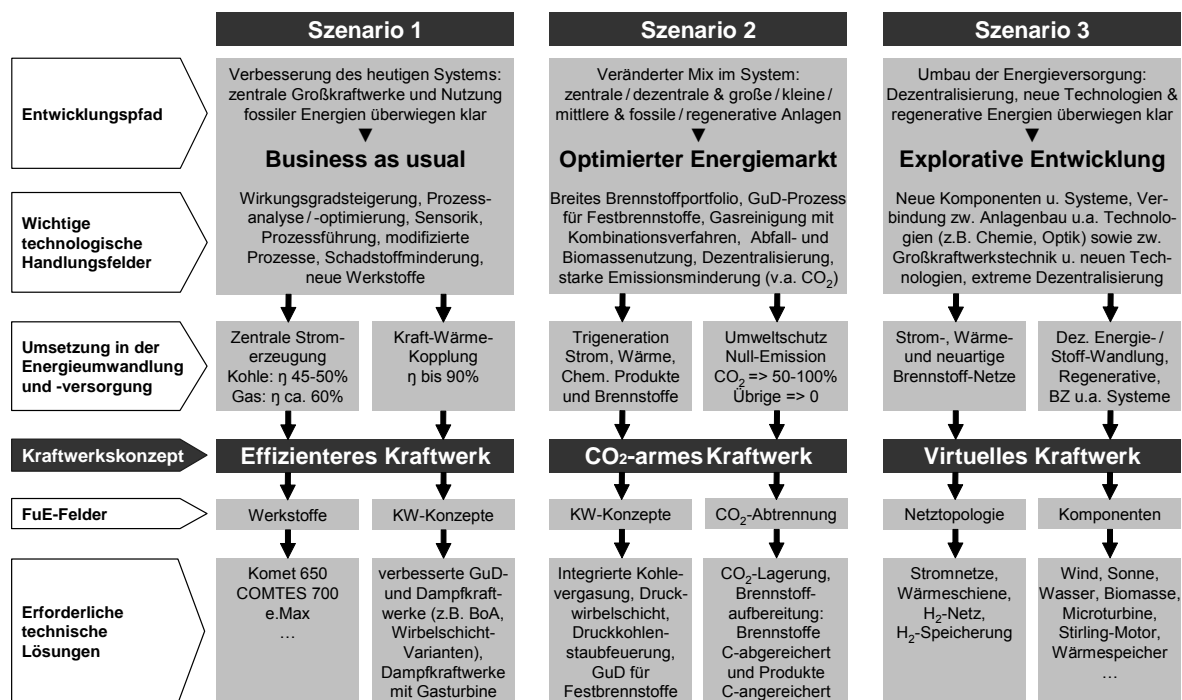 Szenario 1
Szenario 2
Szenario 3
Entwicklungspfad
Verbesserung des heutigen Systems:
zentrale Großkraftwerke und Nutzung
fossiler Energien überwiegen klar
▼
Business as usual
Veränderter Mix im System:
zentrale / dezentrale & große / kleine /
mittlere & fossile / regenerative Anlagen
▼
Optimierter Energiemarkt
Umbau der Energieversorgung:
Dezentralisierung, neue Technologien &
regenerative Energien überwiegen klar
▼
Explorative Entwicklung
Wichtige
technologische
Handlungsfelder
Wirkungsgradsteigerung, Prozess-
analyse / -optimierung, Sensorik,
Prozessführung, modifizierte
Prozesse, Schadstoffminderung,
neue Werkstoffe
Breites Brennstoffportfolio, GuD-Prozess
für Festbrennstoffe, Gasreinigung mit
Kombinationsverfahren, Abfall- und
Biomassenutzung, Dezentralisierung,
starke Emissionsminderung (v.a. CO₂)
Neue Komponenten u. Systeme, Ver-
bindung zw. Anlagenbau u.a. Technolo-
gien (z.B. Chemie, Optik) sowie zw.
Großkraftwerkstechnik u. neuen Tech-
nologien, extreme Dezentralisierung
Umsetzung in der
Energieumwandlung
und -versorgung
Zentrale Strom-
erzeugung
Kohle: η 45-50%
Gas: η ca. 60%
Kraft-Wärme-
Kopplung
η bis 90%
Trigeneration
Strom, Wärme,
Chem. Produkte
und Brennstoffe
Umweltschutz
Null-Emission
CO₂ => 50-100%
Übrige => 0
Strom-, Wärme-
und neuartige
Brennstoff-Netze
Dez. Energie- /
Stoff-Wandlung,
Regenerative,
BZ u.a. Systeme
Kraftwerkskonzept
Effizienteres Kraftwerk
CO₂-armes Kraftwerk
Virtuelles Kraftwerk
FuE-Felder
Werkstoffe
KW-Konzepte
KW-Konzepte
CO₂-Abtrennung
Netztopologie
Komponenten
Erforderliche
technische
Lösungen
Komet 650
COMTES 700
e.Max
…
verbesserte GuD-
und Dampfkraft-
werke (z.B. BoA,
Wirbelschicht-
Varianten),
Dampfkraftwerke
mit Gasturbine
Integrierte Kohle-
vergasung, Druck-
wirbelschicht,
Druckkohlen-
staubfeuerung,
GuD für
Festbrennstoffe
CO₂-Lagerung,
Brennstoff-
aufbereitung:
Brennstoffe
C-abgereichert
und Produkte
C-angereichert
Stromnetze,
Wärmeschiene,
H₂-Netz,
H₂-Speicherung
Wind, Sonne,
Wasser, Biomasse,
Microturbine,
Stirling-Motor,
Wärmespeicher
…